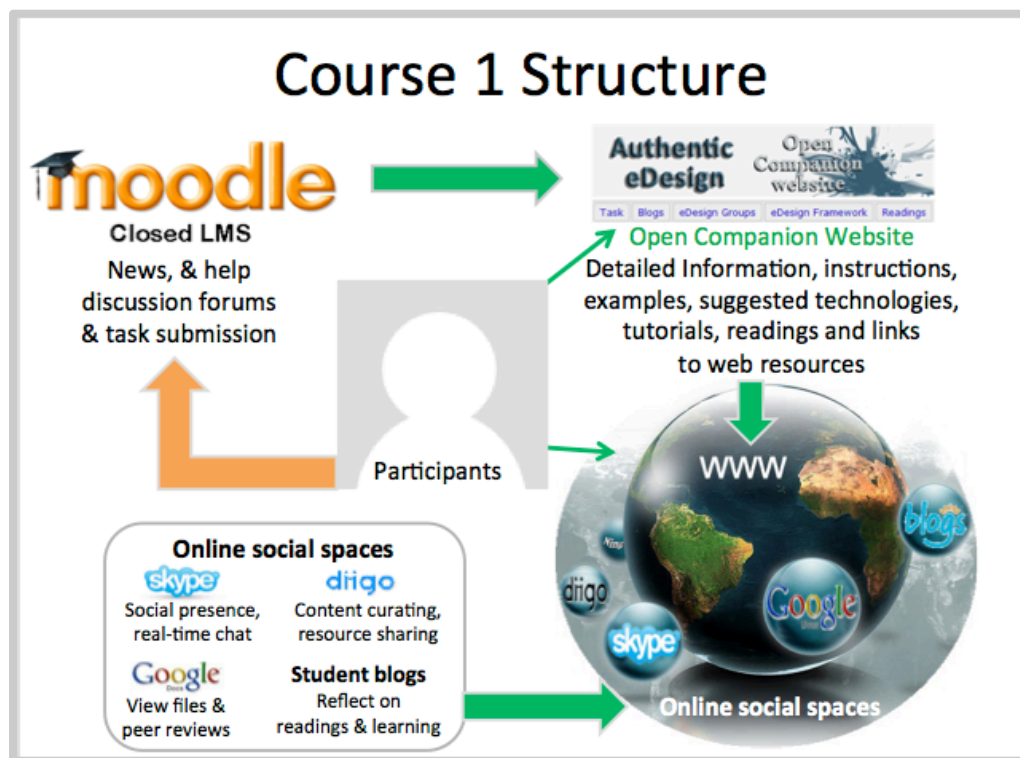 Course 1 Structure
moodle
Closed LMS
News, & help
discussion forums
& task submission
Authentic
eDesign
Open
Companion
website
Task Blogs eDesign Groups eDesign Framework Readings
Open Companion Website
Detailed Information, instructions,
examples, suggested technologies,
tutorials, readings and links
to web resources
Participants
www
blogs
Ning
diigo
Google
Docs
skype
Online social spaces
Online social spaces
skype
Social presence,
real-time chat
diigo
Content curating,
resource sharing
Google
Docs
View files &
peer reviews
Student blogs
Reflect on
readings & learning